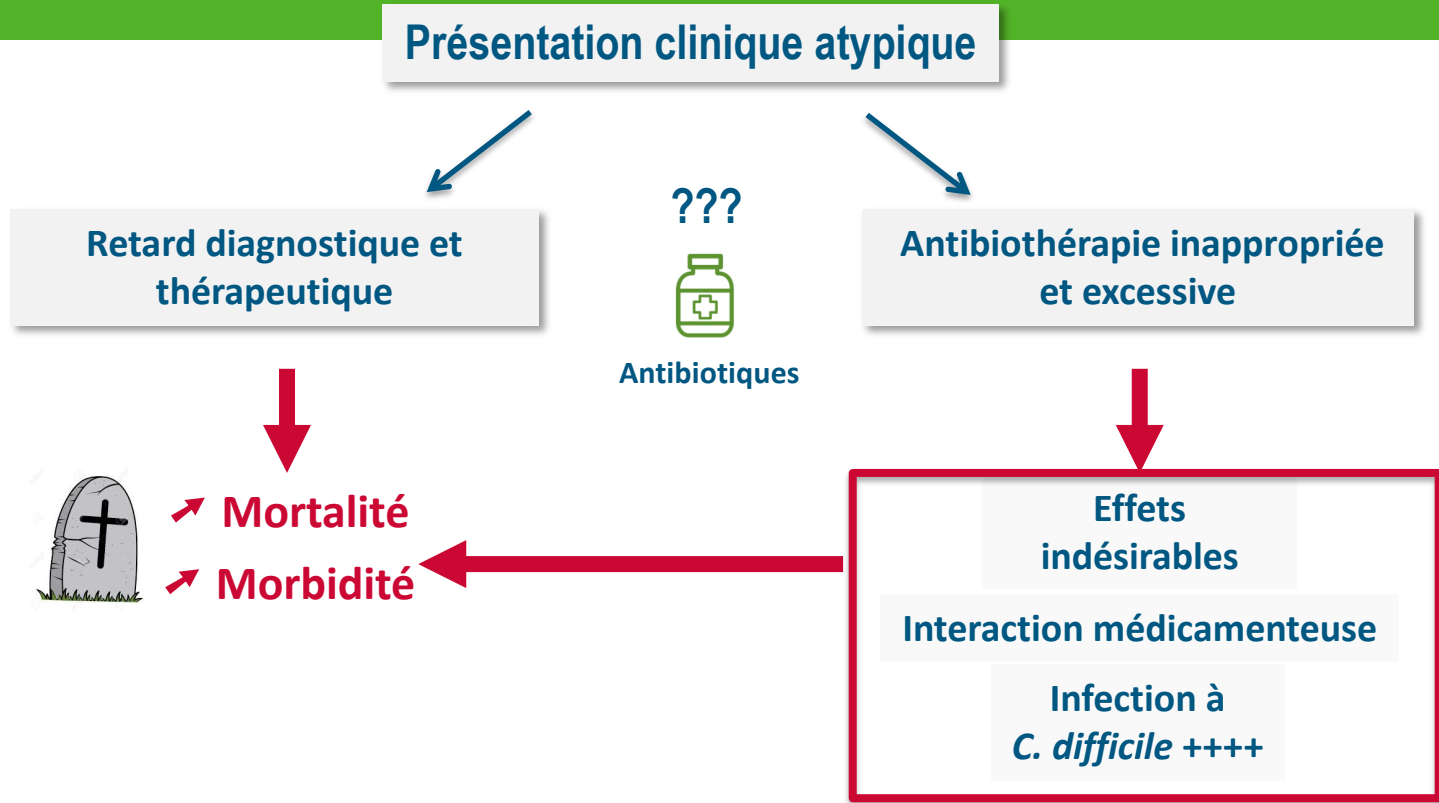 Présentation clinique atypique
Retard diagnostique et
thérapeutique
???
Antibiotiques
Antibiothérapie inappropriée
et excessive
Mortalité
Morbidité
Effets
indésirables
Interaction médicamenteuse
Infection à
C. difficile ++++